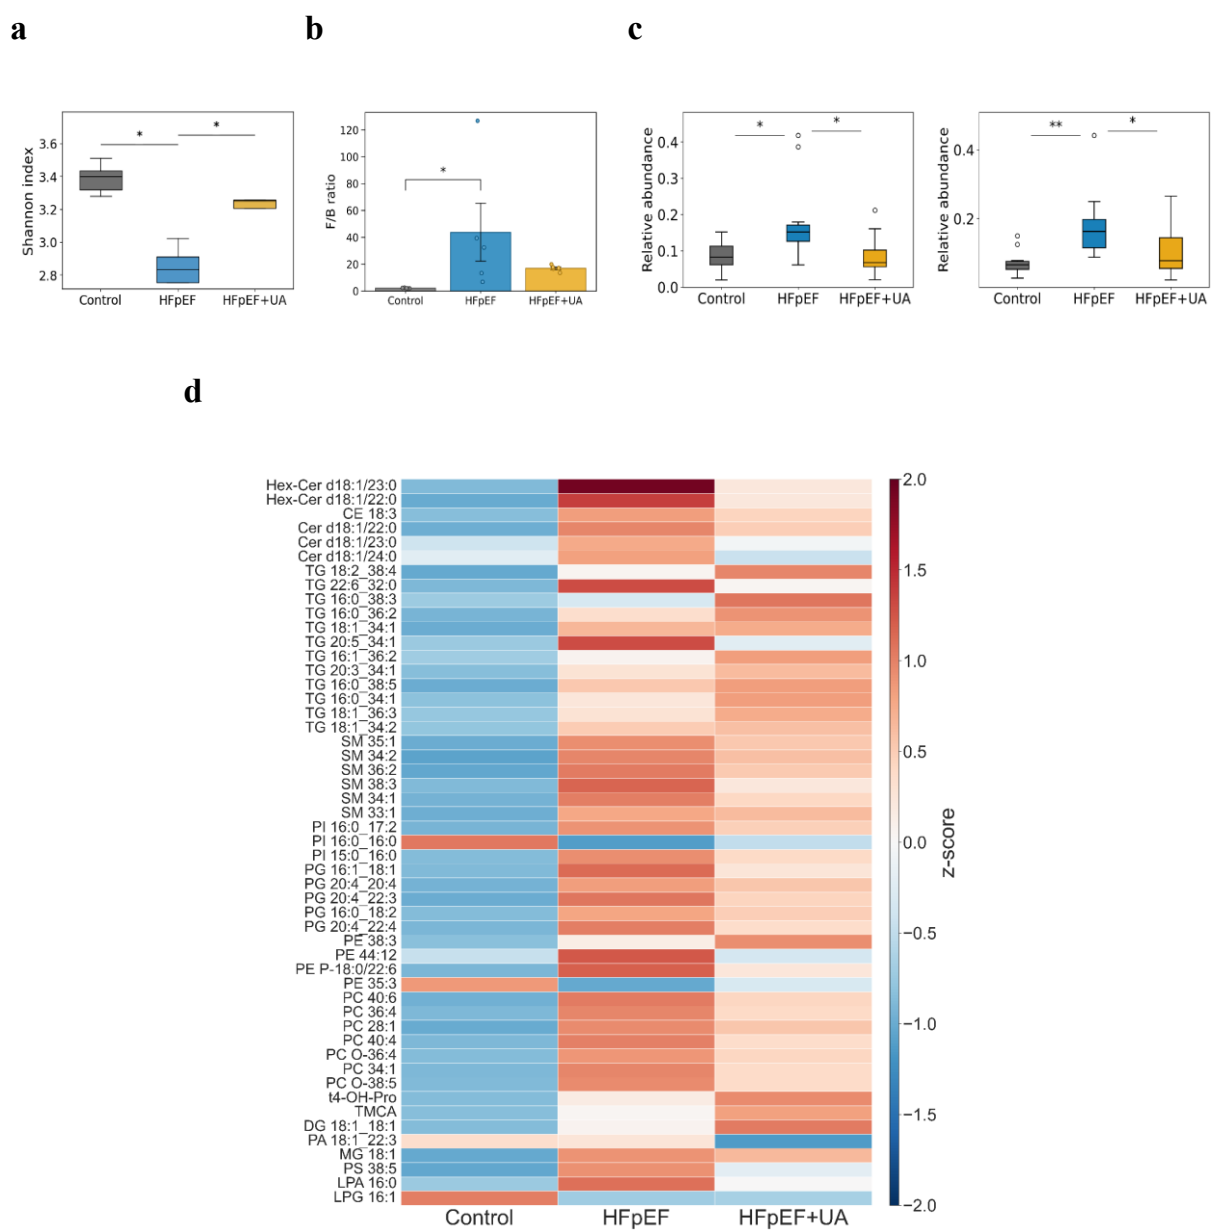 a
b
c
Shannon index
3.6
3.4
3.2
3.0
2.8
*
*
Control
HFpEF
HFpEF+UA
F/B ratio
120
100
80
60
40
20
0
*
Control
HFpEF
HFpEF+UA
Relative abundance
0.4
0.3
0.2
0.1
0.0
*
*
Control
HFpEF
HFpEF+UA
Relative abundance
0.4
0.2
**
*
Control
HFpEF
HFpEF+UA
d
Hex-Cer d18:1/23:0
Hex-Cer d18:1/22:0
CE 18:3
Cer d18:1/22:0
Cer d18:1/23:0
Cer d18:1/24:0
TG 18:2_38:4
TG 22:6_32:0
TG 16:0_38:3
TG 16:0_36:2
TG 18:1_34:1
TG 20:5_34:1
TG 16:1_36:2
TG 20:3_34:1
TG 16:0_38:5
TG 16:0_34:1
TG 18:1_36:3
TG 18:1_34:2
SM 35:1
SM 34:2
SM 36:2
SM 38:3
SM 34:1
SM 33:1
PI 16:0_17:2
PI 16:0_16:0
PI 15:0_16:0
PG 16:1_18:1
PG 20:4_20:4
PG 20:4_22:3
PG 16:0_18:2
PG 20:4_22:4
PE 38:3
PE 44:12
PE P-18:0/22:6
PE 35:3
PC 40:6
PC 36:4
PC 28:1
PC 40:4
PC O-36:4
PC 34:1
PC O-38:5
t4-OH-Pro
TMCA
DG 18:1_18:1
PA 18:1_22:3
MG 18:1
PS 38:5
LPA 16:0
LPG 16:1
Control
HFpEF
HFpEF+UA
2.0
1.5
1.0
0.5
0.0
−0.5
−1.0
−1.5
−2.0
z-score